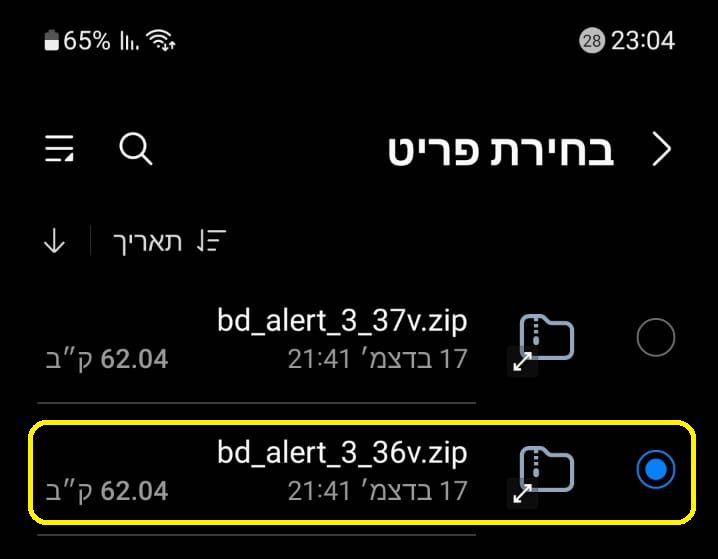 23:04 28 65%
בחירת פריט
תאריך
bd_alert_3_37v.zip
17 בדצמ׳ 21:41 62.04 ק״ב
bd_alert_3_36v.zip
17 בדצמ׳ 21:41 62.04 ק״ב